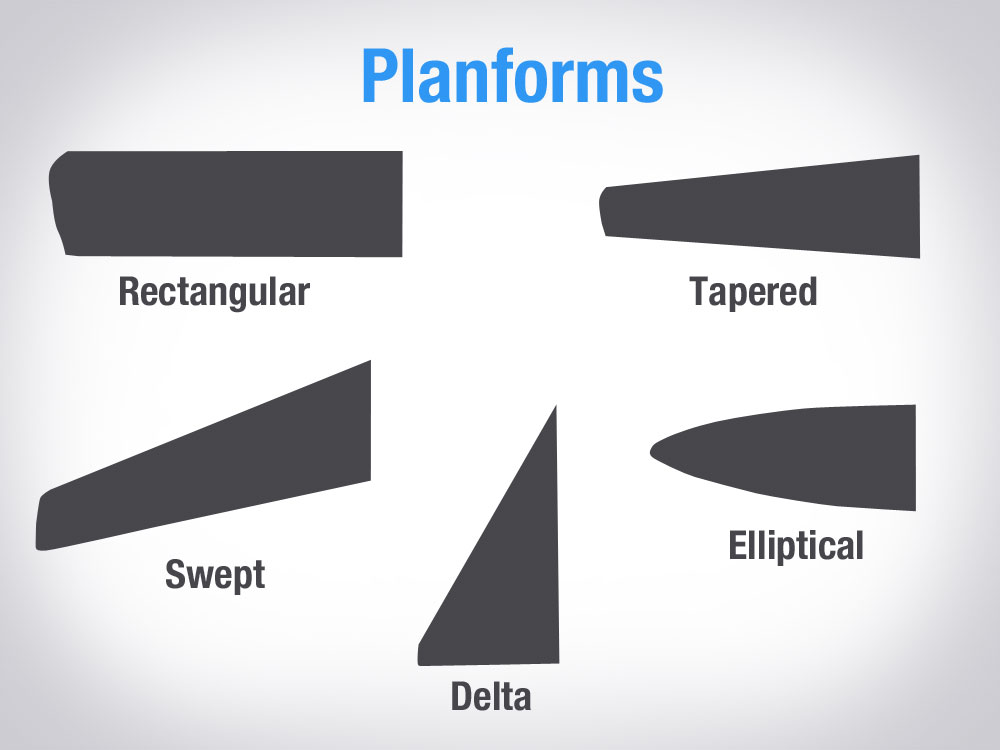 Planforms
Rectangular
Tapered
Swept
Elliptical
Delta